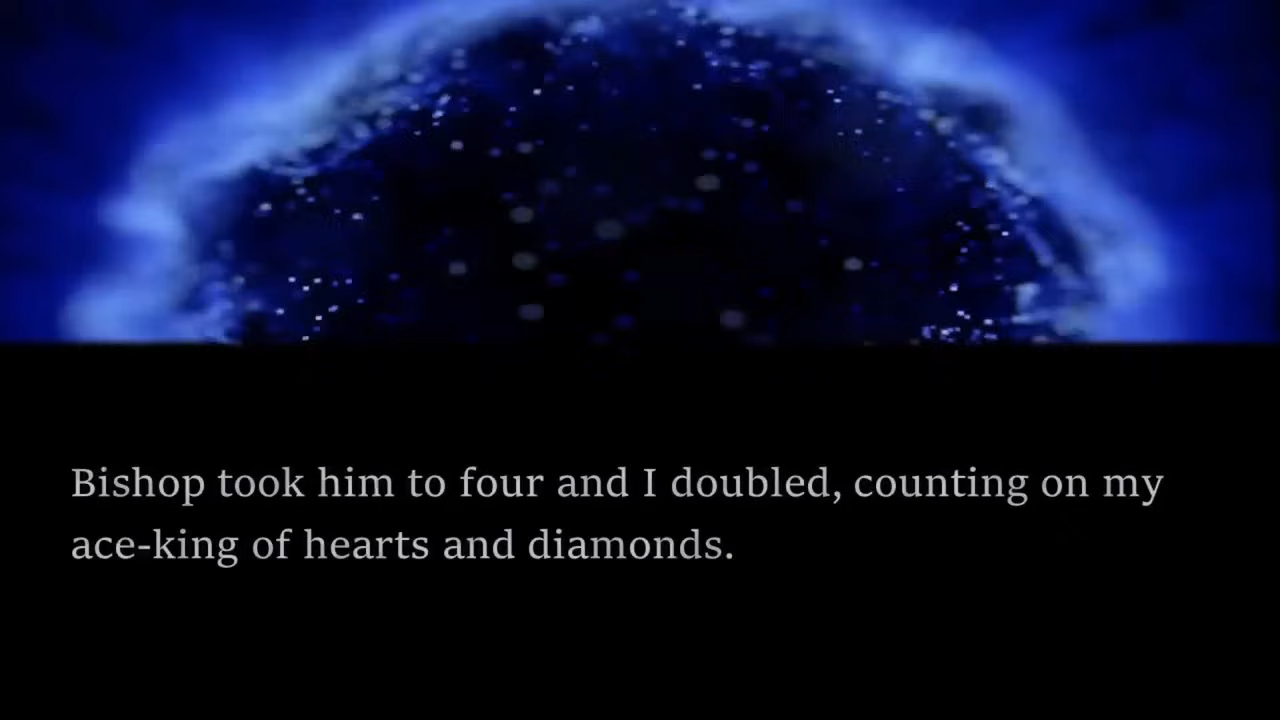 Bishop took him to four and I doubled, counting on my
ace-king of hearts and diamonds.